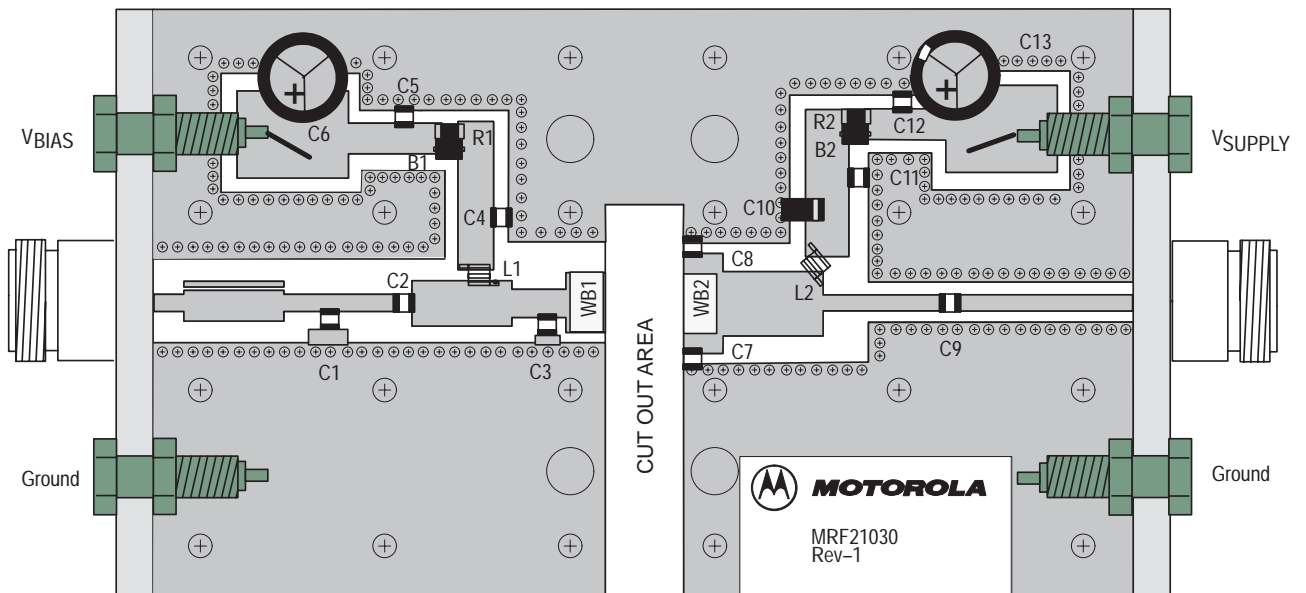 C13
C5
C6
R1
B1
R2
B2
C12
C11
VBIAS
VSUPPLY
C4
C10
C8
L1
C2
L2
WB1
WB2
C1
C3
C7
C9
CUT OUT AREA
Ground
Ground
MOTOROLA
MRF21030
Rev–1